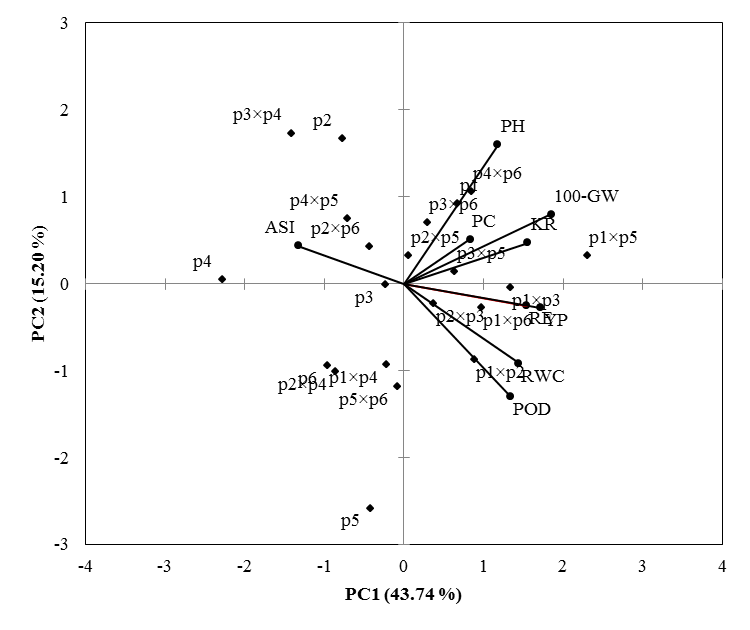 3
p3×p4
p2
PH
2
p4×p6
p1
100-GW
p4×p5
p3×p6
1
ASI
p2×p6
PC
KR
p1×p5
p2×p5
p3×p5
p4
0
p3
p1×p3
p2×p3
p1×p6
RE
YP
-1
p2×p4
p6
p1×p4
p1×p2
RWC
p5×p6
POD
-2
p5
-3
-4 -3 -2 -1 0 1 2 3 4
PC1 (43.74 %)
PC2 (15.20 %)